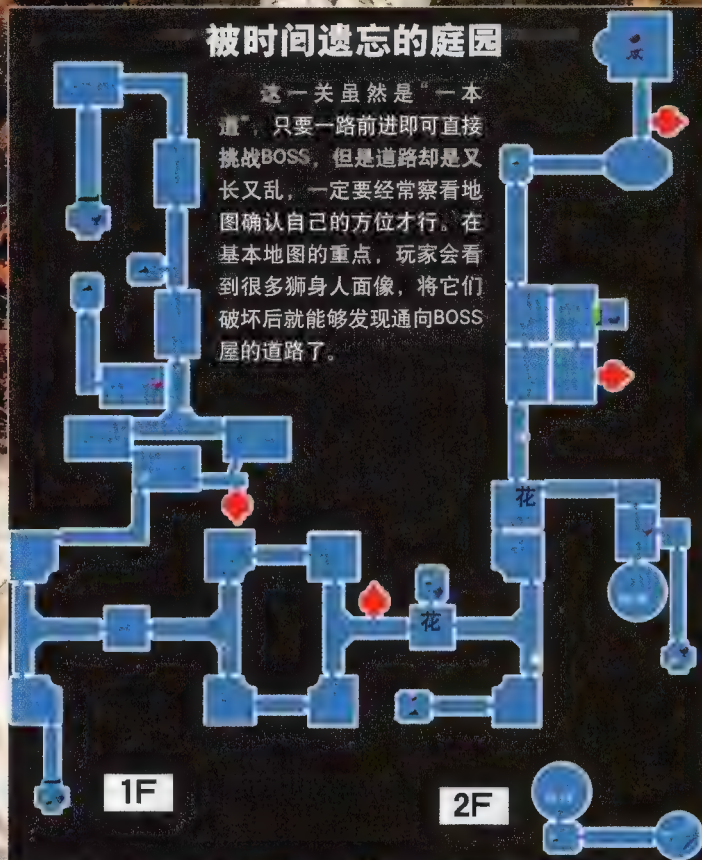 被时间遗忘的庭园
这一关虽然是“一本
道”，只要一路前进即可直接
挑战BOSS，但是道路却是又
长又乱，一定要经常察看地
图确认自己的方位才行。在
基本地图的重点，玩家会看
到很多狮身人面像，将它们
破坏后就能够发现通向BOSS
屋的道路了。
花
花
1F
2F